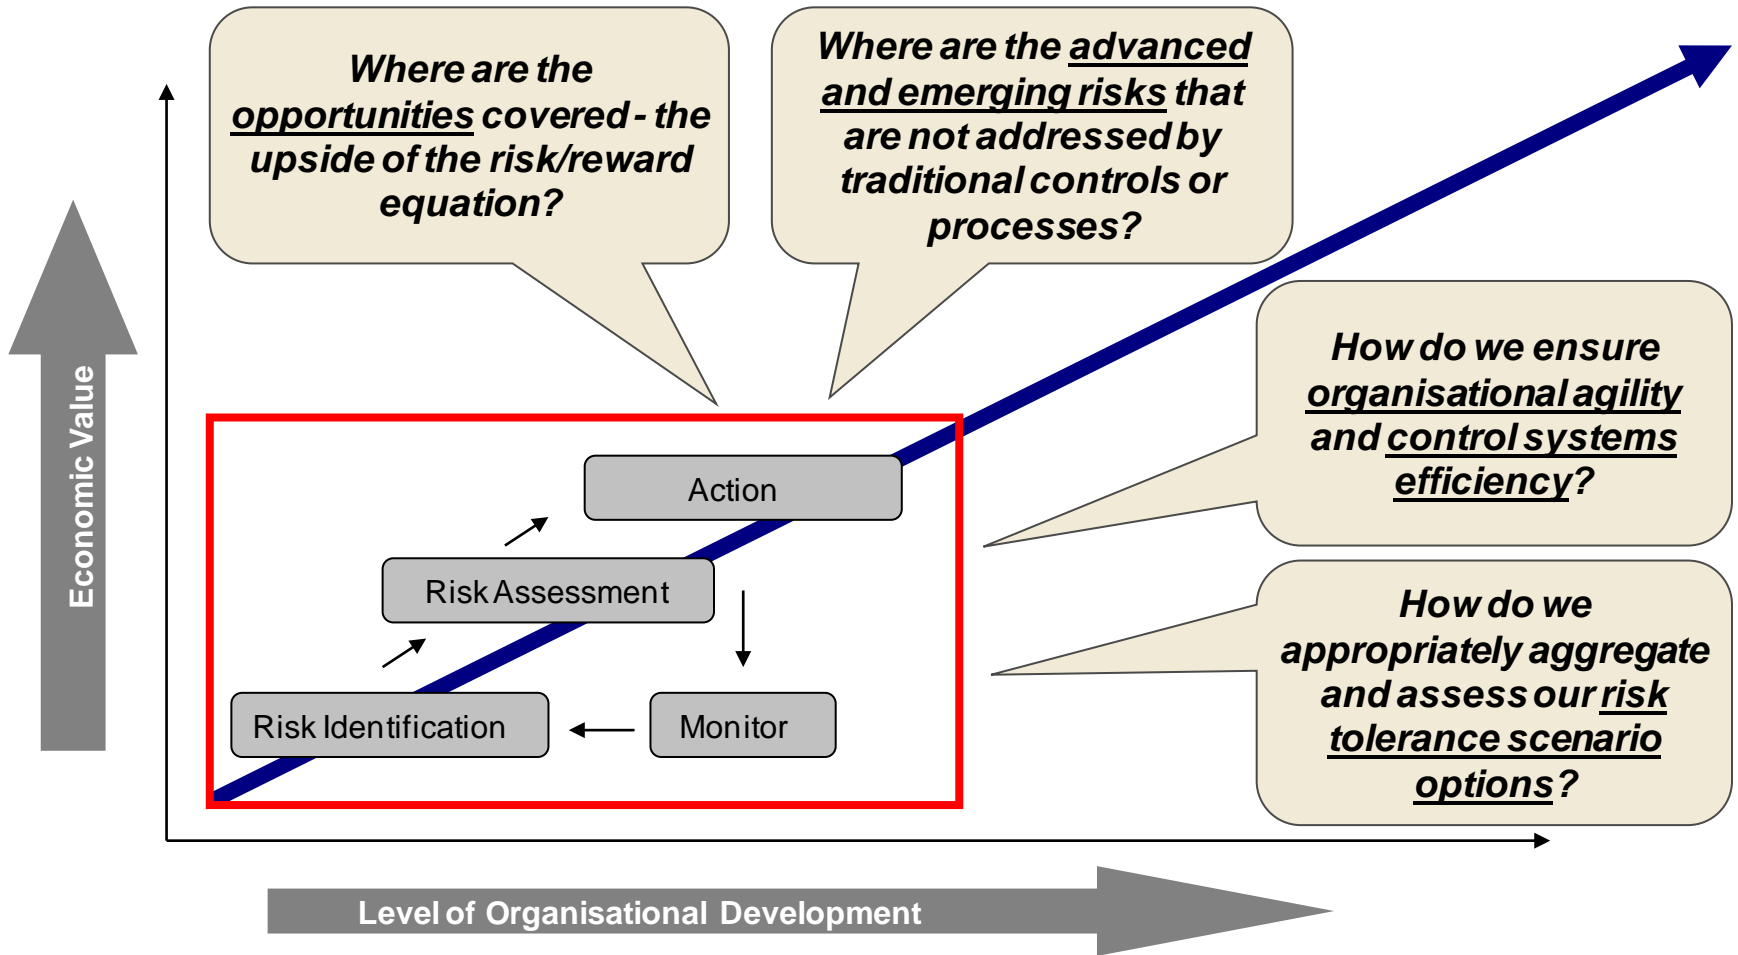 Where are the
opportunities covered - the
upside of the risk/reward
equation?
Where are the advanced
and emerging risks that
are not addressed by
traditional controls or
processes?
How do we ensure
organisational agility
and control systems
efficiency?
How do we
appropriately aggregate
and assess our risk
tolerance scenario
options?
Economic Value
Action
Risk Assessment
Risk Identification
Monitor
Level of Organisational Development